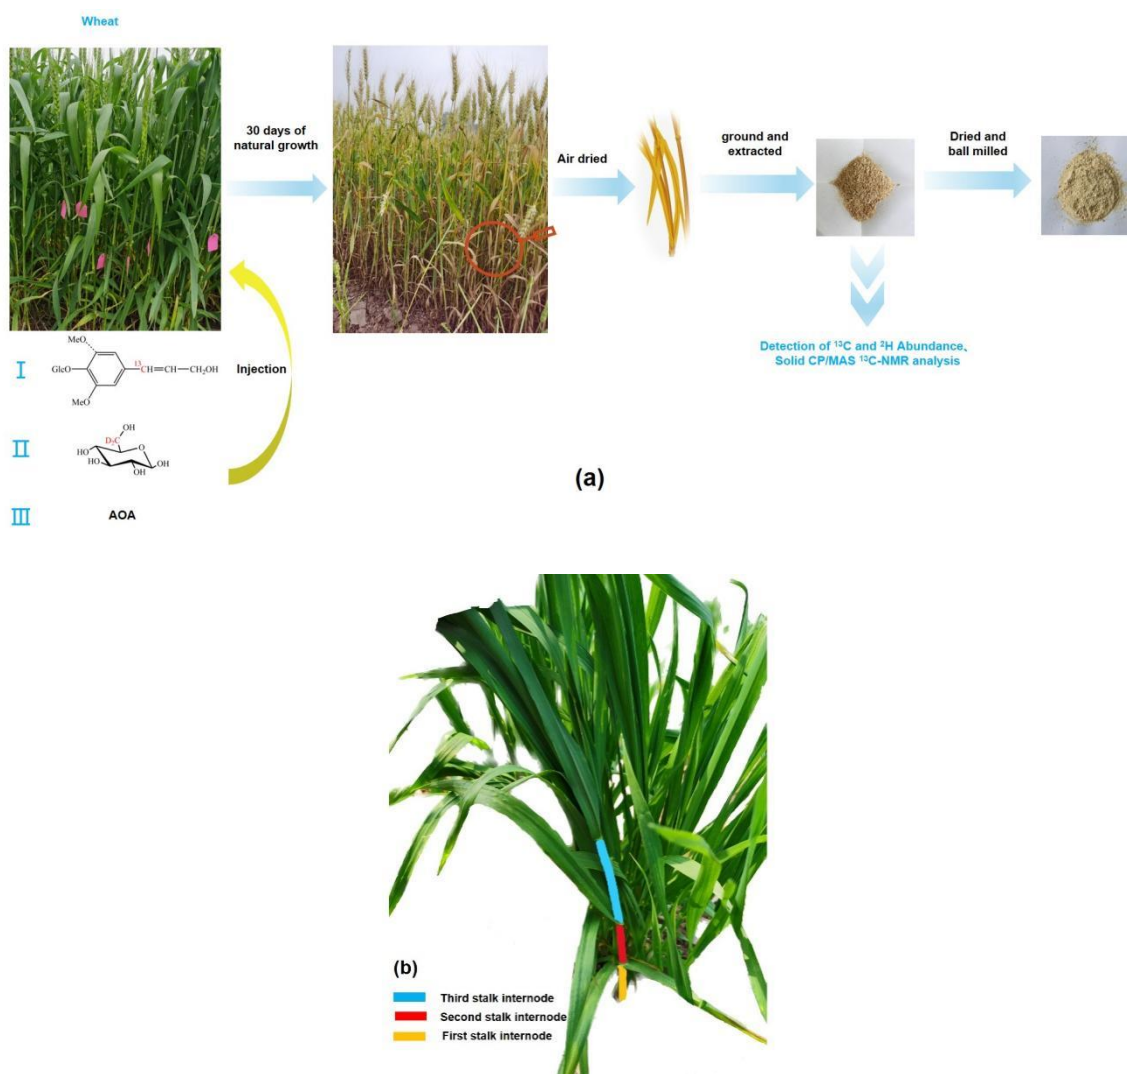 Wheat
30 days of
natural growth
Air dried
ground and
extracted
Dried and
ball milled
Detection of ¹³C and ²H Abundance、
Solid CP/MAS ¹³C-NMR analysis
I
MeO
GlcO
¹³CH=CH—CH₂OH
MeO
Injection
II
OH
D₂C
HO
O
HO
OH
OH
III
AOA
(a)
(b)
Third stalk internode
Second stalk internode
First stalk internode